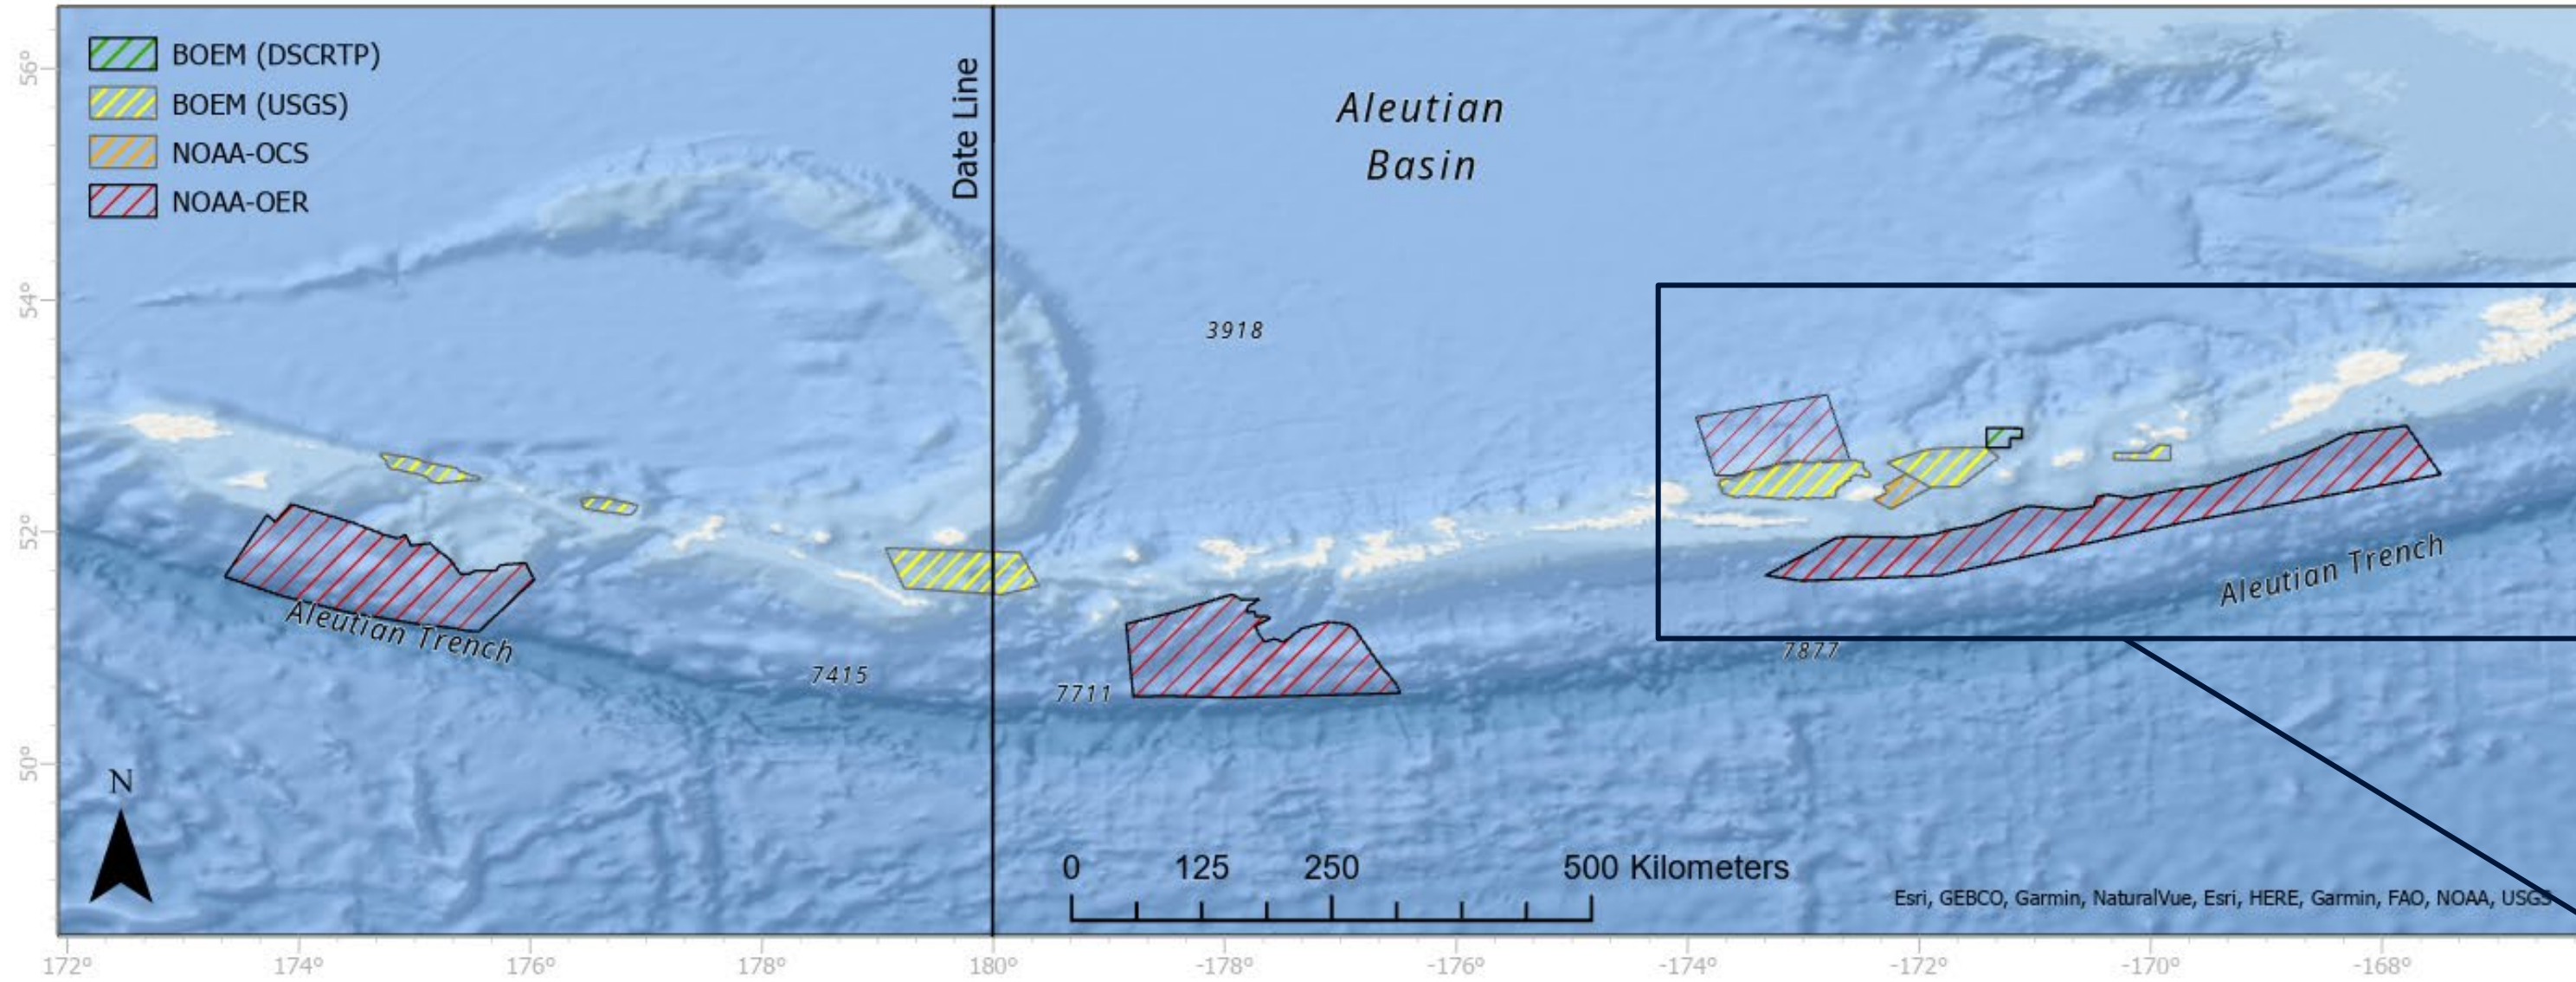 BOEM (DSCRTP)
BOEM (USGS)
NOAA-OCS
NOAA-OER
Date Line
Aleutian
Basin
3918
Aleutian Trench
7415
7711
7877
Aleutian Trench
N
0 125 250 500 Kilometers
Esri, GEBCO, Garmin, NaturalVue, Esri, HERE, Garmin, FAO, NOAA, USGS
56°
54°
52°
50°
172° 174° 176° 178° 180° -178° -176° -174° -172° -170° -168°